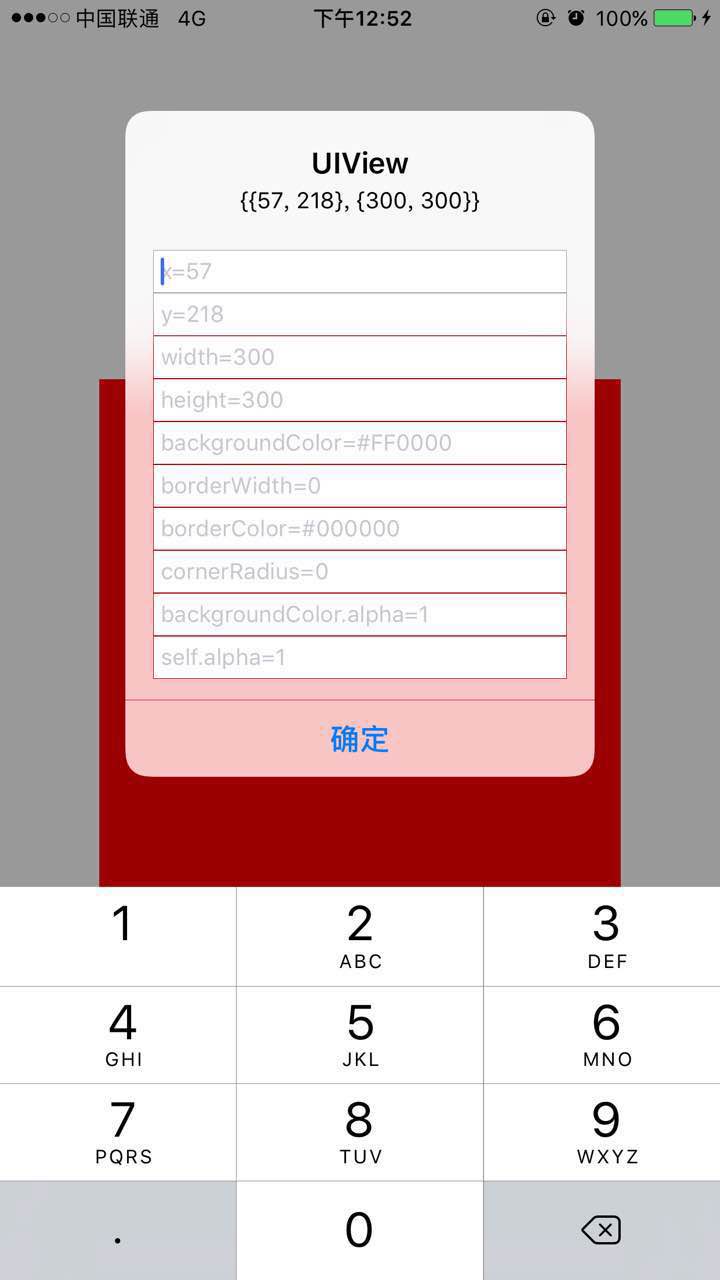 中国联通 4G 下午12:52 100%
UIView
{{57, 218}, {300, 300}}
x=57
y=218
width=300
height=300
backgroundColor=#FF0000
borderWidth=0
borderColor=#000000
cornerRadius=0
backgroundColor.alpha=1
self.alpha=1
确定
1 2 3
ABC DEF
4 5 6
GHI JKL MNO
7 8 9
PQRS TUV WXYZ
. 0